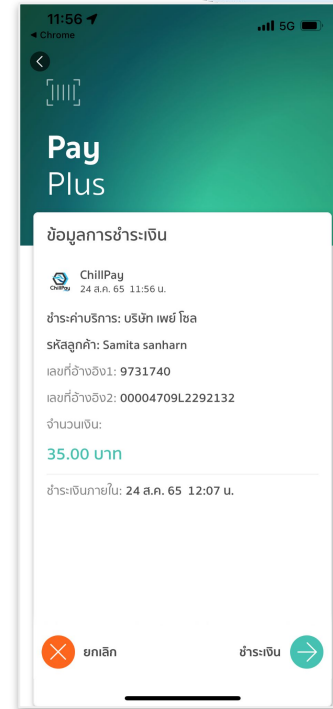 11:56
5G
Chrome
Pay
Plus
ข้อมูลการชำระเงิน
ChillPay
ChillPay
24 ส.ค. 65 11:56 น.
ชำระค่าบริการ: บริษัท เพย์ โซล
รหัสลูกค้า: Samita sanharn
เลขที่อ้างอิง1: 9731740
เลขที่อ้างอิง2: 00004709L2292132
จำนวนเงิน:
35.00 บาท
ชำระเงินภายใน: 24 ส.ค. 65 12:07 น.
ยกเลิก
ชำระเงิน